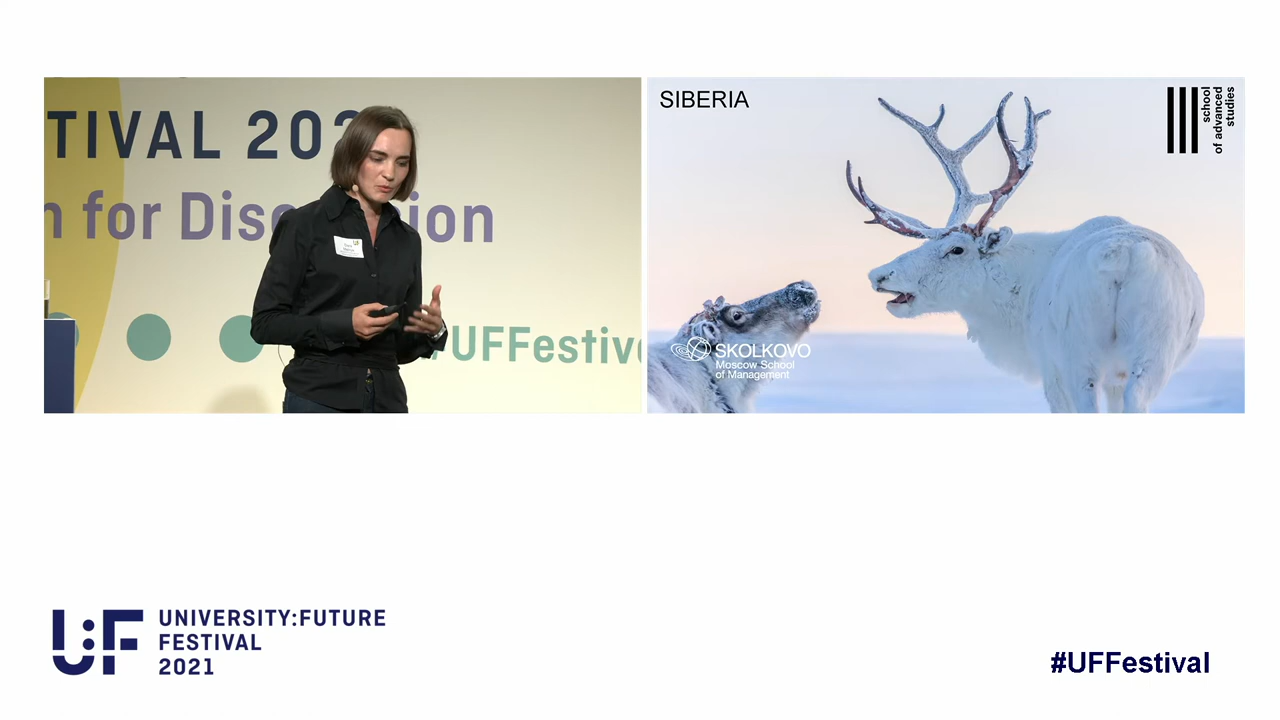 TIVAL 202
n for Disc
ion
#UFFestiv
SIBERIA
school
of advanced
studies
SKOLKOVO
Moscow School
of Management
U:F
UNIVERSITY:FUTURE
FESTIVAL
2021
#UFFestival